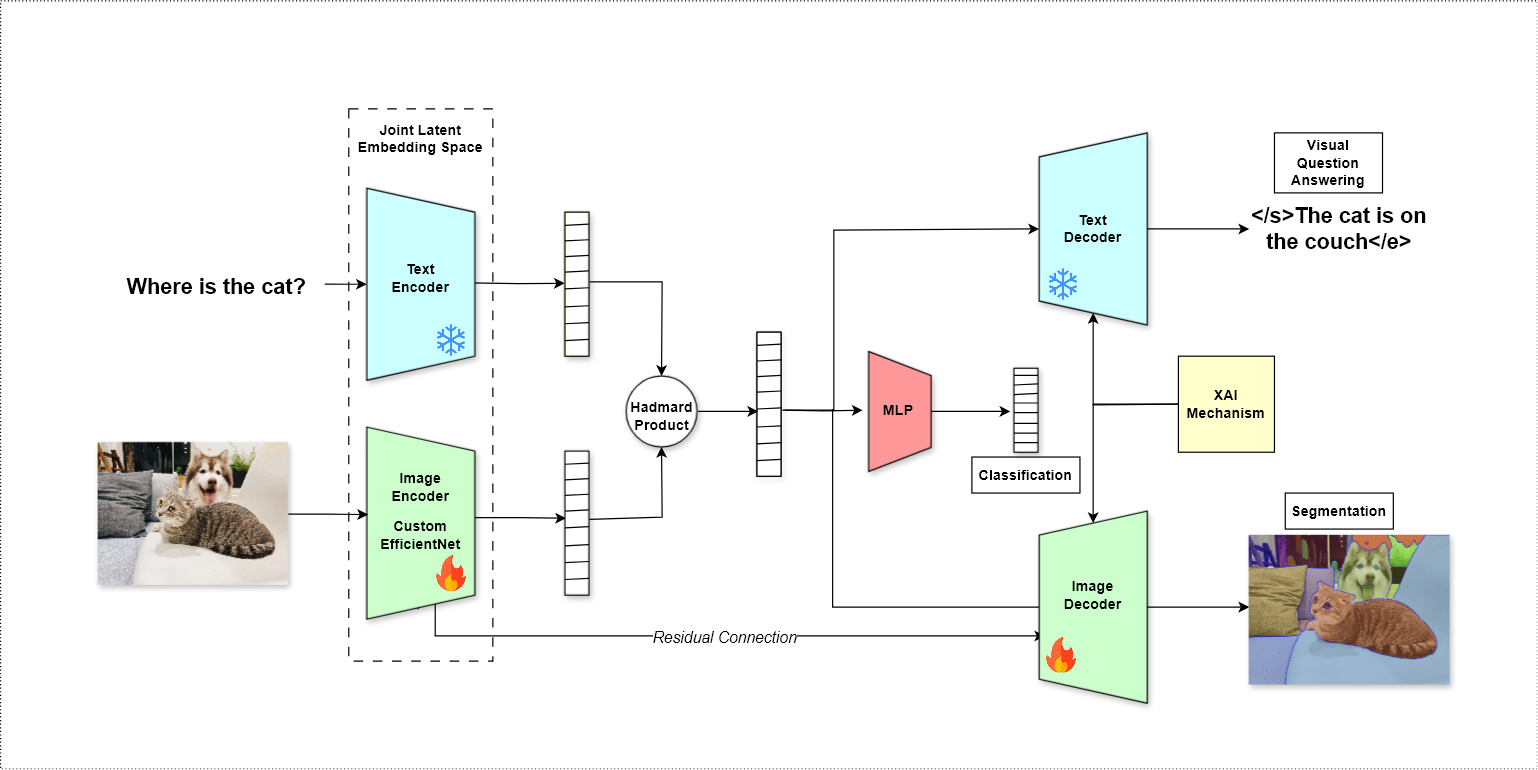 Joint Latent
Embedding Space
Text
Encoder
Where is the cat?
Image
Encoder
Custom
EfficientNet
Hadmard
Product
MLP
Classification
Text
Decoder
Visual
Question
Answering
</s>The cat is on
the couch</e>
XAI
Mechanism
Segmentation
Image
Decoder
Residual Connection